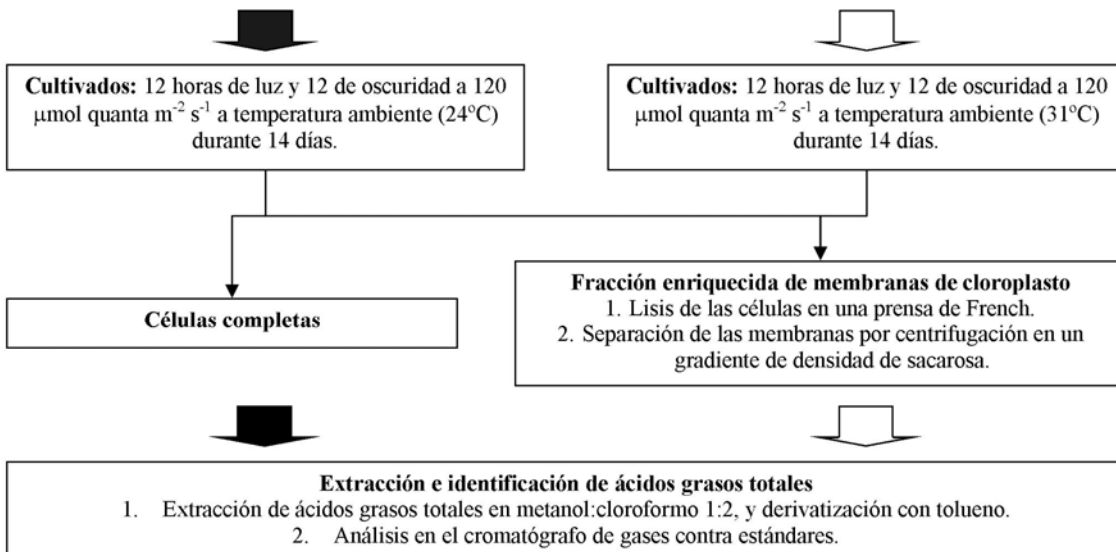 Cultivados: 12 horas de luz y 12 de oscuridad a 120
μmol quanta m⁻² s⁻¹ a temperatura ambiente (24ºC)
durante 14 días.
Cultivados: 12 horas de luz y 12 de oscuridad a 120
μmol quanta m⁻² s⁻¹ a temperatura ambiente (31ºC)
durante 14 días.
Células completas
Fracción enriquecida de membranas de cloroplasto
1. Lisis de las células en una prensa de French.
2. Separación de las membranas por centrifugación en un
gradiente de densidad de sacarosa.
Extracción e identificación de ácidos grasos totales
1. Extracción de ácidos grasos totales en metanol:cloroformo 1:2, y derivatización con tolueno.
2. Análisis en el cromatógrafo de gases contra estándares.